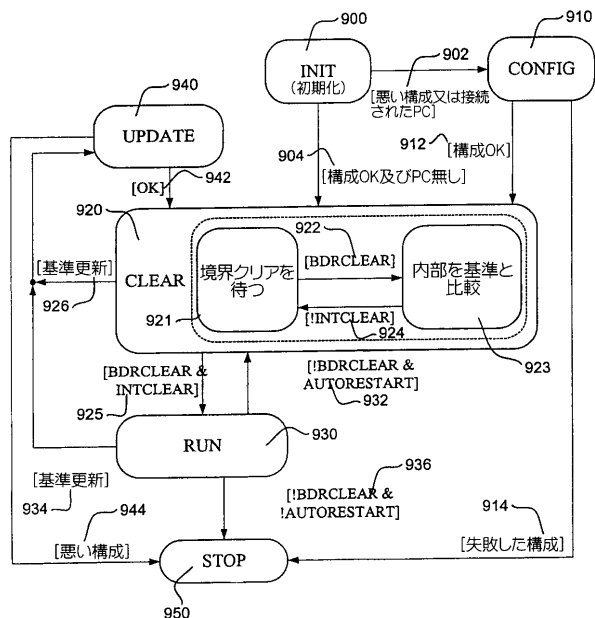 900
902
910
INIT
(初期化)
CONFIG
[悪い構成又は接続
されたPC]
940
UPDATE
904
[構成OK及びPC無し]
912
[構成OK]
[OK]
942
920
CLEAR
922
[BDRCLEAR]
境界クリアを
待つ
内部を基準と
比較
921
[!INTCLEAR]
924
923
[基準更新]
926
[BDRCLEAR &
INTCLEAR]
925
[!BDRCLEAR &
AUTORESTART]
932
RUN
930
936
[基準更新]
934
[!BDRCLEAR &
!AUTORESTART]
944
[悪い構成]
914
[失敗した構成]
STOP
950